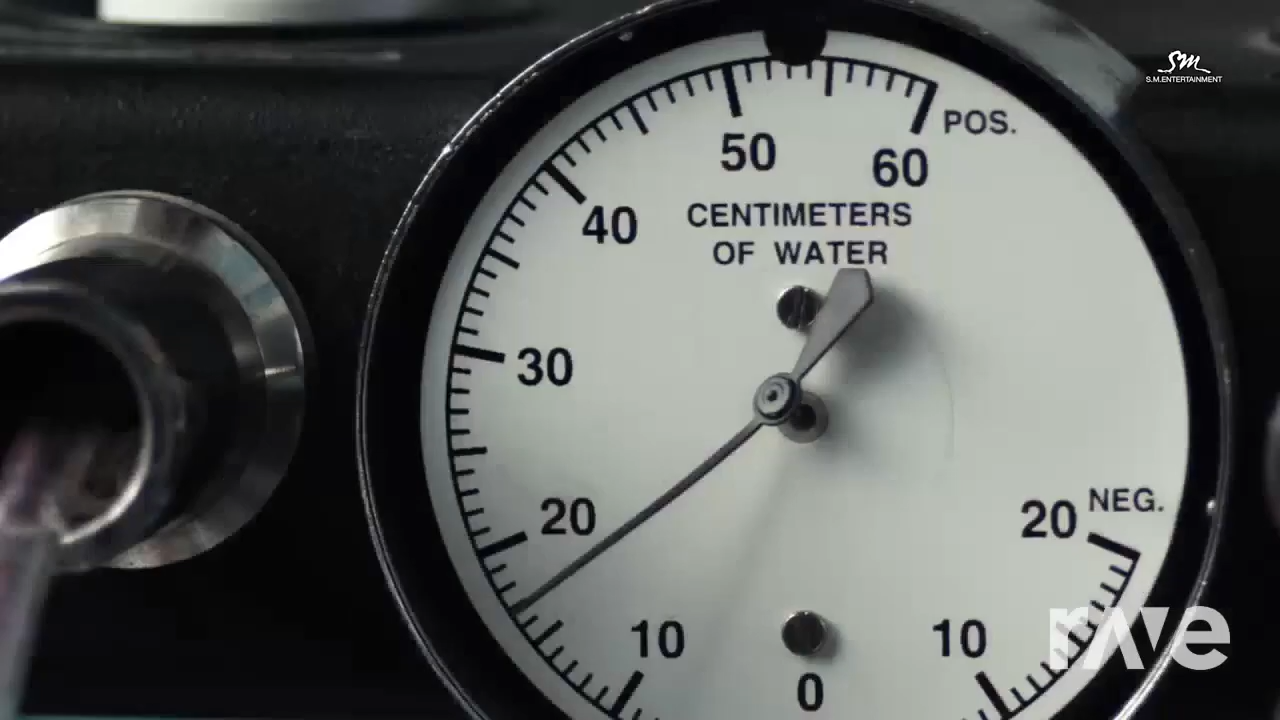 SM
S.M.ENTERTAINMENT
POS.
50
60
40
CENTIMETERS
OF WATER
30
20
20 NEG.
10
10
0
rave